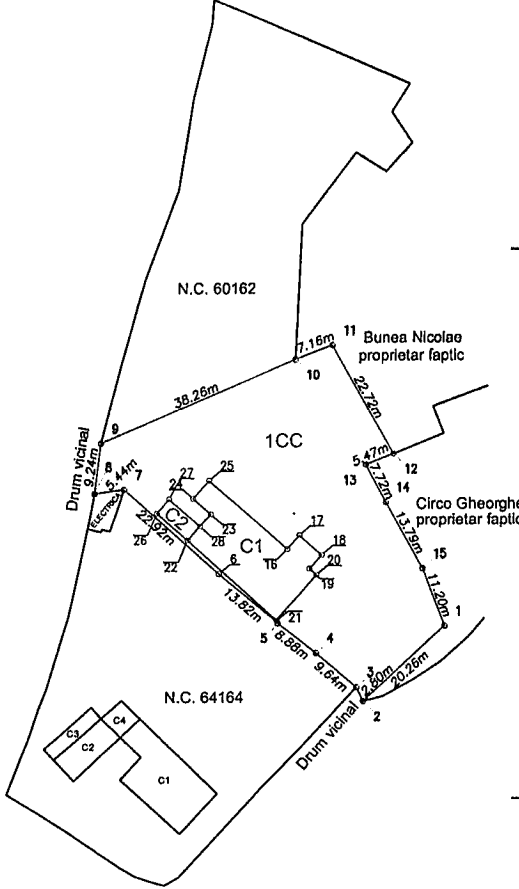 N.C. 60162
11
Bunea Nicolae
proprietar faptic
7.16m
10
38.26m
22.72m
9
1CC
Drum vicinal
9.24m
8
5.44m
7
5.47m
12
13
7.72m
14
ELECTRICA
24
27
25
Circo Gheorghe
proprietar faptic
13.79m
22.92m
C2
23
26
28
22
C1
17
16
18
20
19
15
6
11.20m
13.82m
21
5
8.88m
4
1
9.64m
3
2.80m
20.26m
2
Drum vicinal
N.C. 64164
C3
C4
C2
C1